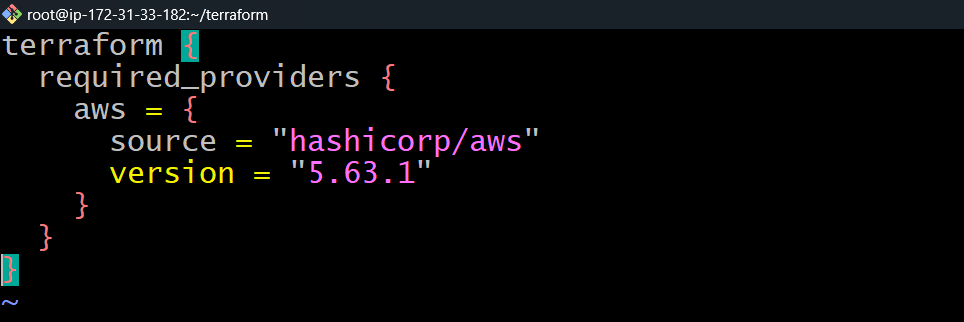 root@ip-172-31-33-182:~/terraform
terraform {
  required_providers {
    aws = {
      source = "hashicorp/aws"
      version = "5.63.1"
    }
  }
}
~